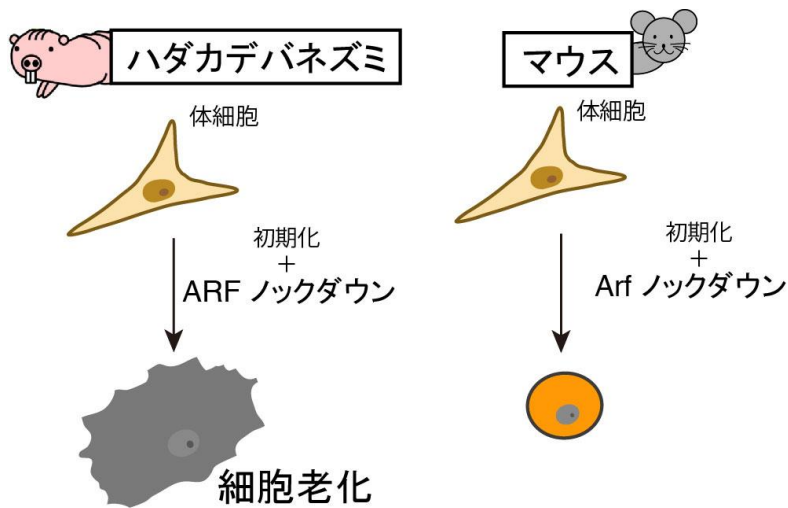 ハダカデバネズミ
体細胞
初期化
+
ARF ノックダウン
細胞老化
マウス
体細胞
初期化
+
Arf ノックダウン